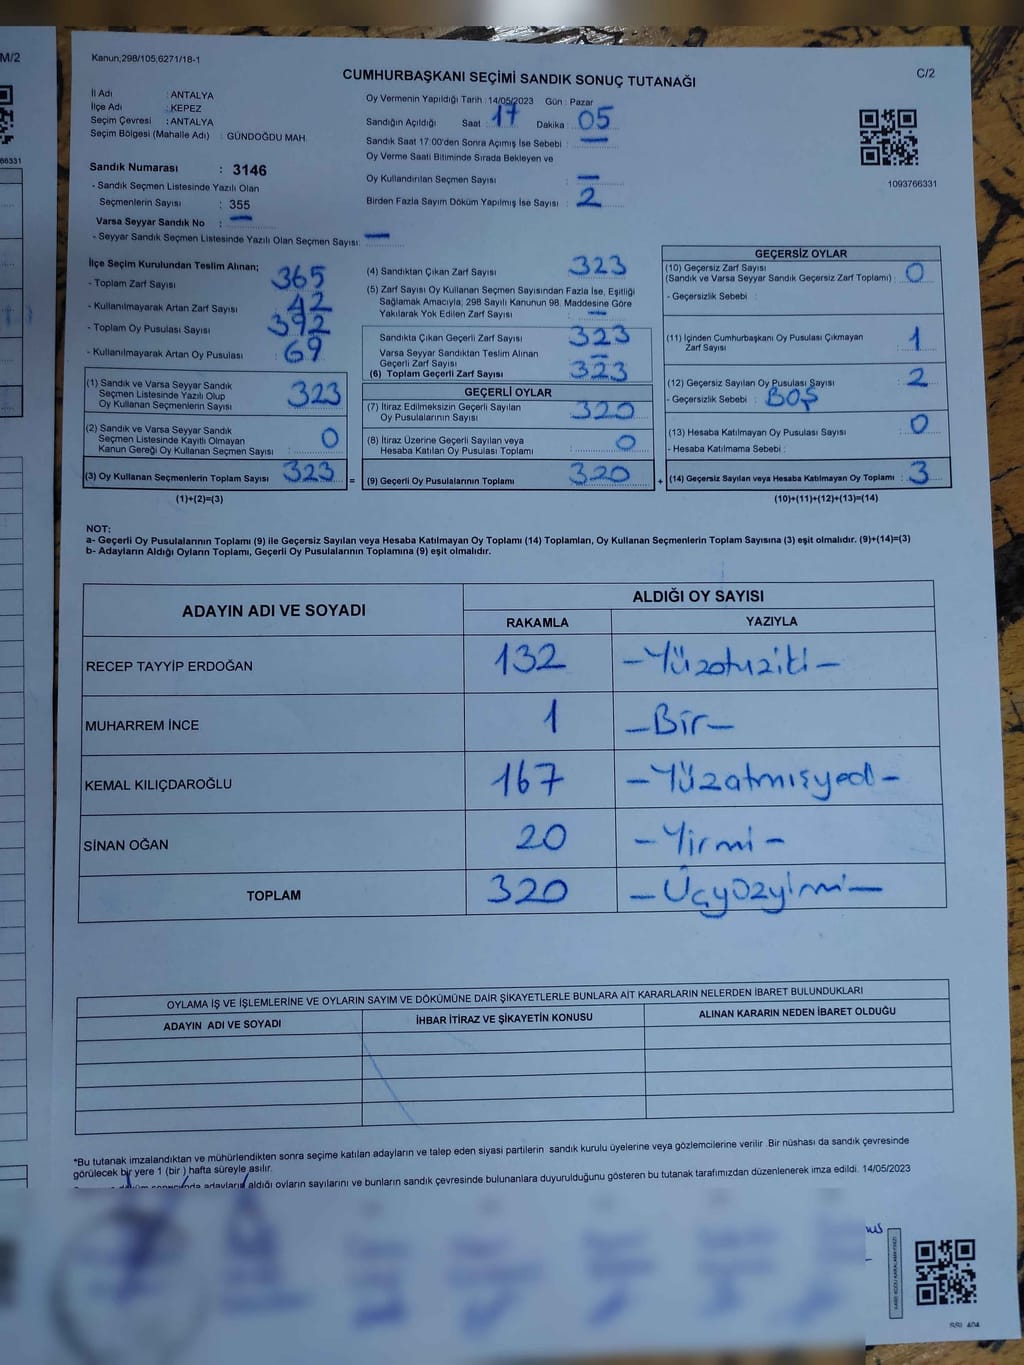 M/2
66331
Kanun;298/105;6271/18-1
C/2
CUMHURBAŞKANI SEÇİMİ SANDIK SONUÇ TUTANAĞI
İl Adı : ANTALYA
İlçe Adı : KEPEZ
Seçim Çevresi : ANTALYA
Seçim Bölgesi (Mahalle Adı) : GÜNDOĞDU MAH.
Oy Vermenin Yapıldığı Tarih : 14/05/2023 Gün : Pazar
Sandığın Açıldığı Saat : 17 Dakika : 05
Sandık Saat 17:00'den Sonra Açımış İse Sebebi : —
Oy Verme Saati Bitiminde Sırada Bekleyen ve
Oy Kullandırılan Seçmen Sayısı : —
Birden Fazla Sayım Döküm Yapılmış İse Sayısı : 2
1093766331
Sandık Numarası : 3146
- Sandık Seçmen Listesinde Yazılı Olan
Seçmenlerin Sayısı : 355
Varsa Seyyar Sandık No : —
- Seyyar Sandık Seçmen Listesinde Yazılı Olan Seçmen Sayısı: —
İlçe Seçim Kurulundan Teslim Alınan;
- Toplam Zarf Sayısı : 365
- Kullanılmayarak Artan Zarf Sayısı : 42
- Toplam Oy Pusulası Sayısı : 392
- Kullanılmayarak Artan Oy Pusulası : 69
(1) Sandık ve Varsa Seyyar Sandık
Seçmen Listesinde Yazılı Olup
Oy Kullanan Seçmenlerin Sayısı : 323
(2) Sandık ve Varsa Seyyar Sandık
Seçmen Listesinde Kayıtlı Olmayan
Kanun Gereği Oy Kullanan Seçmen Sayısı : 0
(3) Oy Kullanan Seçmenlerin Toplam Sayısı : 323 =
(1)+(2)=(3)
(4) Sandıktan Çıkan Zarf Sayısı : 323
(5) Zarf Sayısı Oy Kullanan Seçmen Sayısından Fazla İse, Eşitliği
Sağlamak Amacıyla, 298 Sayılı Kanunun 98. Maddesine Göre
Yakılarak Yok Edilen Zarf Sayısı : —
Sandıkta Çıkan Geçerli Zarf Sayısı : 323
Varsa Seyyar Sandıktan Teslim Alınan
Geçerli Zarf Sayısı : —
(6) Toplam Geçerli Zarf Sayısı : 323
GEÇERLİ OYLAR
(7) İtiraz Edilmeksizin Geçerli Sayılan
Oy Pusulalarının Sayısı : 320
(8) İtiraz Üzerine Geçerli Sayılan veya
Hesaba Katılan Oy Pusulası Toplamı : 0
(9) Geçerli Oy Pusulalarının Toplamı : 320 +
GEÇERSİZ OYLAR
(10) Geçersiz Zarf Sayısı
(Sandık ve Varsa Seyyar Sandık Geçersiz Zarf Toplamı) : 0
- Geçersizlik Sebebi :
(11) İçinden Cumhurbaşkanı Oy Pusulası Çıkmayan
Zarf Sayısı : 1
(12) Geçersiz Sayılan Oy Pusulası Sayısı : 2
- Geçersizlik Sebebi : BOŞ
(13) Hesaba Katılmayan Oy Pusulası Sayısı : 0
- Hesaba Katılmama Sebebi :
(14) Geçersiz Sayılan veya Hesaba Katılmayan Oy Toplamı : 3
(10)+(11)+(12)+(13)=(14)
NOT:
a- Geçerli Oy Pusulalarının Toplamı (9) ile Geçersiz Sayılan veya Hesaba Katılmayan Oy Toplamı (14) Toplamları, Oy Kullanan Seçmenlerin Toplam Sayısına (3) eşit olmalıdır. (9)+(14)=(3)
b- Adayların Aldığı Oyların Toplamı, Geçerli Oy Pusulalarının Toplamına (9) eşit olmalıdır.
ADAYIN ADI VE SOYADI
ALDIĞI OY SAYISI
RAKAMLA YAZIYLA
RECEP TAYYİP ERDOĞAN 132 –Yüzotuziki–
MUHARREM İNCE 1 –Bir–
KEMAL KILIÇDAROĞLU 167 –Yüzatmışyedi–
SİNAN OĞAN 20 –Yirmi–
TOPLAM 320 –Üçyüzyirmi–
OYLAMA İŞ VE İŞLEMLERİNE VE OYLARIN SAYIM VE DÖKÜMÜNE DAİR ŞİKAYETLERLE BUNLARA AİT KARARLARIN NELERDEN İBARET BULUNDUKLARI
ADAYIN ADI VE SOYADI İHBAR İTİRAZ VE ŞİKAYETİN KONUSU ALINAN KARARIN NEDEN İBARET OLDUĞU
*Bu tutanak imzalandıktan ve mühürlendikten sonra seçime katılan adayların ve talep eden siyasi partilerin sandık kurulu üyelerine veya gözlemcilerine verilir .Bir nüshası da sandık çevresinde
görülecek bir yere 1 (bir ) hafta süreyle asılır.
adayların aldığı oyların sayılarını ve bunların sandık çevresinde bulunanlara duyurulduğunu gösteren bu tutanak tarafımızdan düzenlenerek imza edildi. 14/05/2023